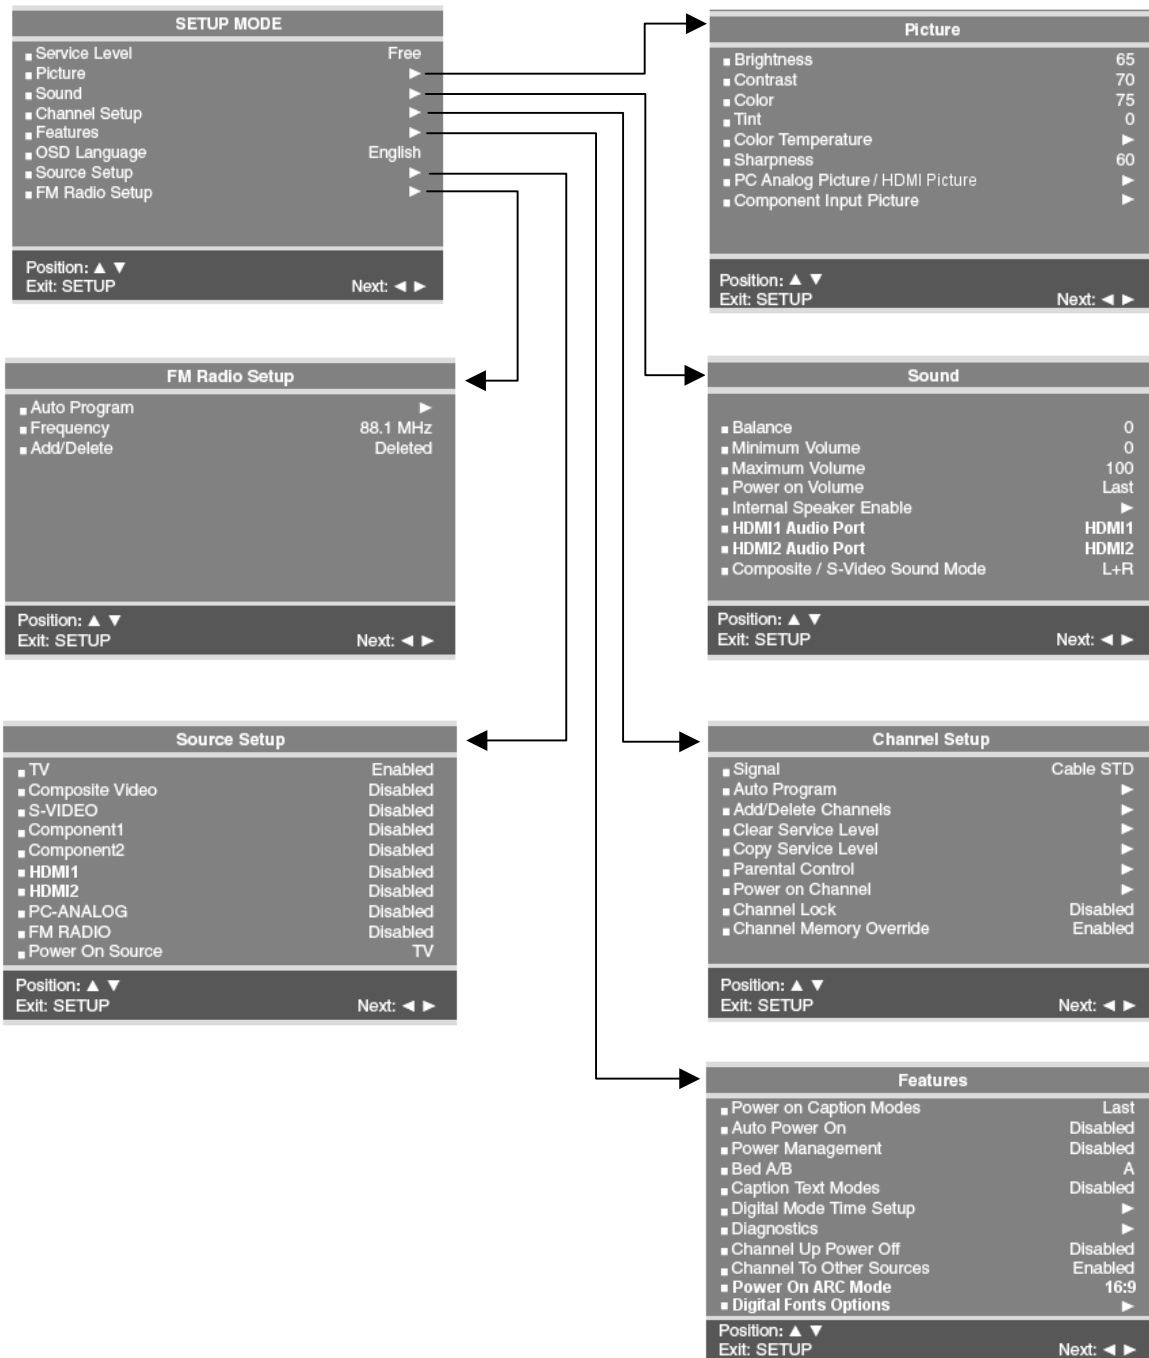 SETUP MODE
Service Level Free
Picture ▶
Sound ▶
Channel Setup ▶
Features ▶
OSD Language English
Source Setup ▶
FM Radio Setup ▶
Position: ▲ ▼
Exit: SETUP Next: ◀ ▶
Picture
Brightness 65
Contrast 70
Color 75
Tint 0
Color Temperature ▶
Sharpness 60
PC Analog Picture / HDMI Picture ▶
Component Input Picture ▶
Position: ▲ ▼
Exit: SETUP Next: ◀ ▶
FM Radio Setup
Auto Program ▶
Frequency 88.1 MHz
Add/Delete Deleted
Position: ▲ ▼
Exit: SETUP Next: ◀ ▶
Sound
Balance 0
Minimum Volume 0
Maximum Volume 100
Power on Volume Last
Internal Speaker Enable ▶
HDMI1 Audio Port HDMI1
HDMI2 Audio Port HDMI2
Composite / S-Video Sound Mode L+R
Position: ▲ ▼
Exit: SETUP Next: ◀ ▶
Source Setup
TV Enabled
Composite Video Disabled
S-VIDEO Disabled
Component1 Disabled
Component2 Disabled
HDMI1 Disabled
HDMI2 Disabled
PC-ANALOG Disabled
FM RADIO Disabled
Power On Source TV
Position: ▲ ▼
Exit: SETUP Next: ◀ ▶
Channel Setup
Signal Cable STD
Auto Program ▶
Add/Delete Channels ▶
Clear Service Level ▶
Copy Service Level ▶
Parental Control ▶
Power on Channel ▶
Channel Lock Disabled
Channel Memory Override Enabled
Position: ▲ ▼
Exit: SETUP Next: ◀ ▶
Features
Power on Caption Modes Last
Auto Power On Disabled
Power Management Disabled
Bed A/B A
Caption Text Modes Disabled
Digital Mode Time Setup ▶
Diagnostics ▶
Channel Up Power Off Disabled
Channel To Other Sources Enabled
Power On ARC Mode 16:9
Digital Fonts Options ▶
Position: ▲ ▼
Exit: SETUP Next: ◀ ▶